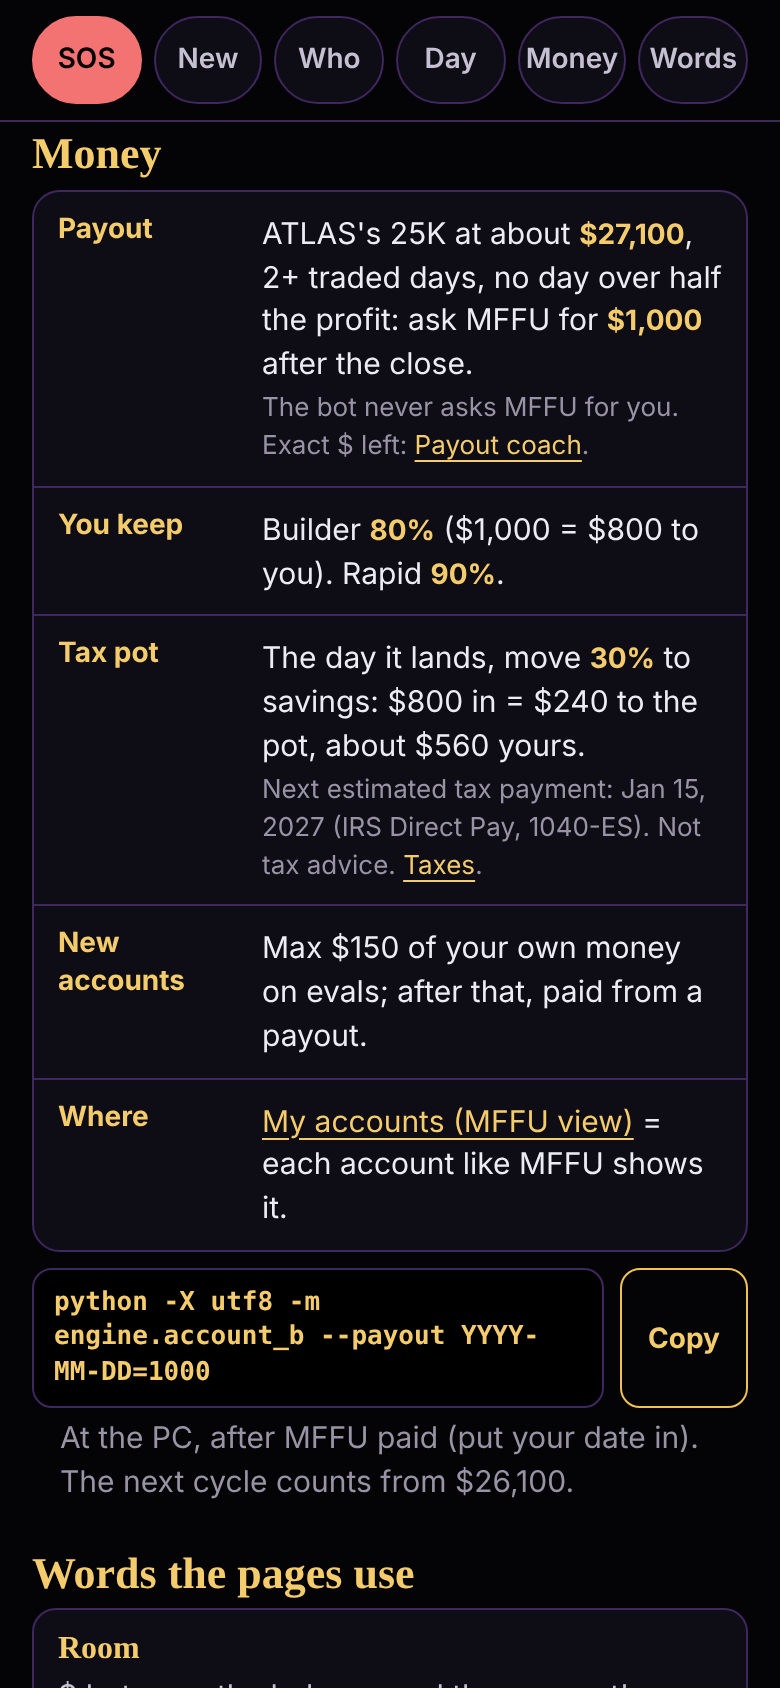 SOS New Who Day Money Words
Money
Payout
ATLAS's 25K at about $27,100,
2+ traded days, no day over half
the profit: ask MFFU for $1,000
after the close.
The bot never asks MFFU for you.
Exact $ left: Payout coach.
You keep
Builder 80% ($1,000 = $800 to
you). Rapid 90%.
Tax pot
The day it lands, move 30% to
savings: $800 in = $240 to the
pot, about $560 yours.
Next estimated tax payment: Jan 15,
2027 (IRS Direct Pay, 1040-ES). Not
tax advice. Taxes.
New
accounts
Max $150 of your own money
on evals; after that, paid from a
payout.
Where
My accounts (MFFU view) =
each account like MFFU shows
it.
python -X utf8 -m
engine.account_b --payout YYYY-
MM-DD=1000
Copy
At the PC, after MFFU paid (put your date in).
The next cycle counts from $26,100.
Words the pages use
Room